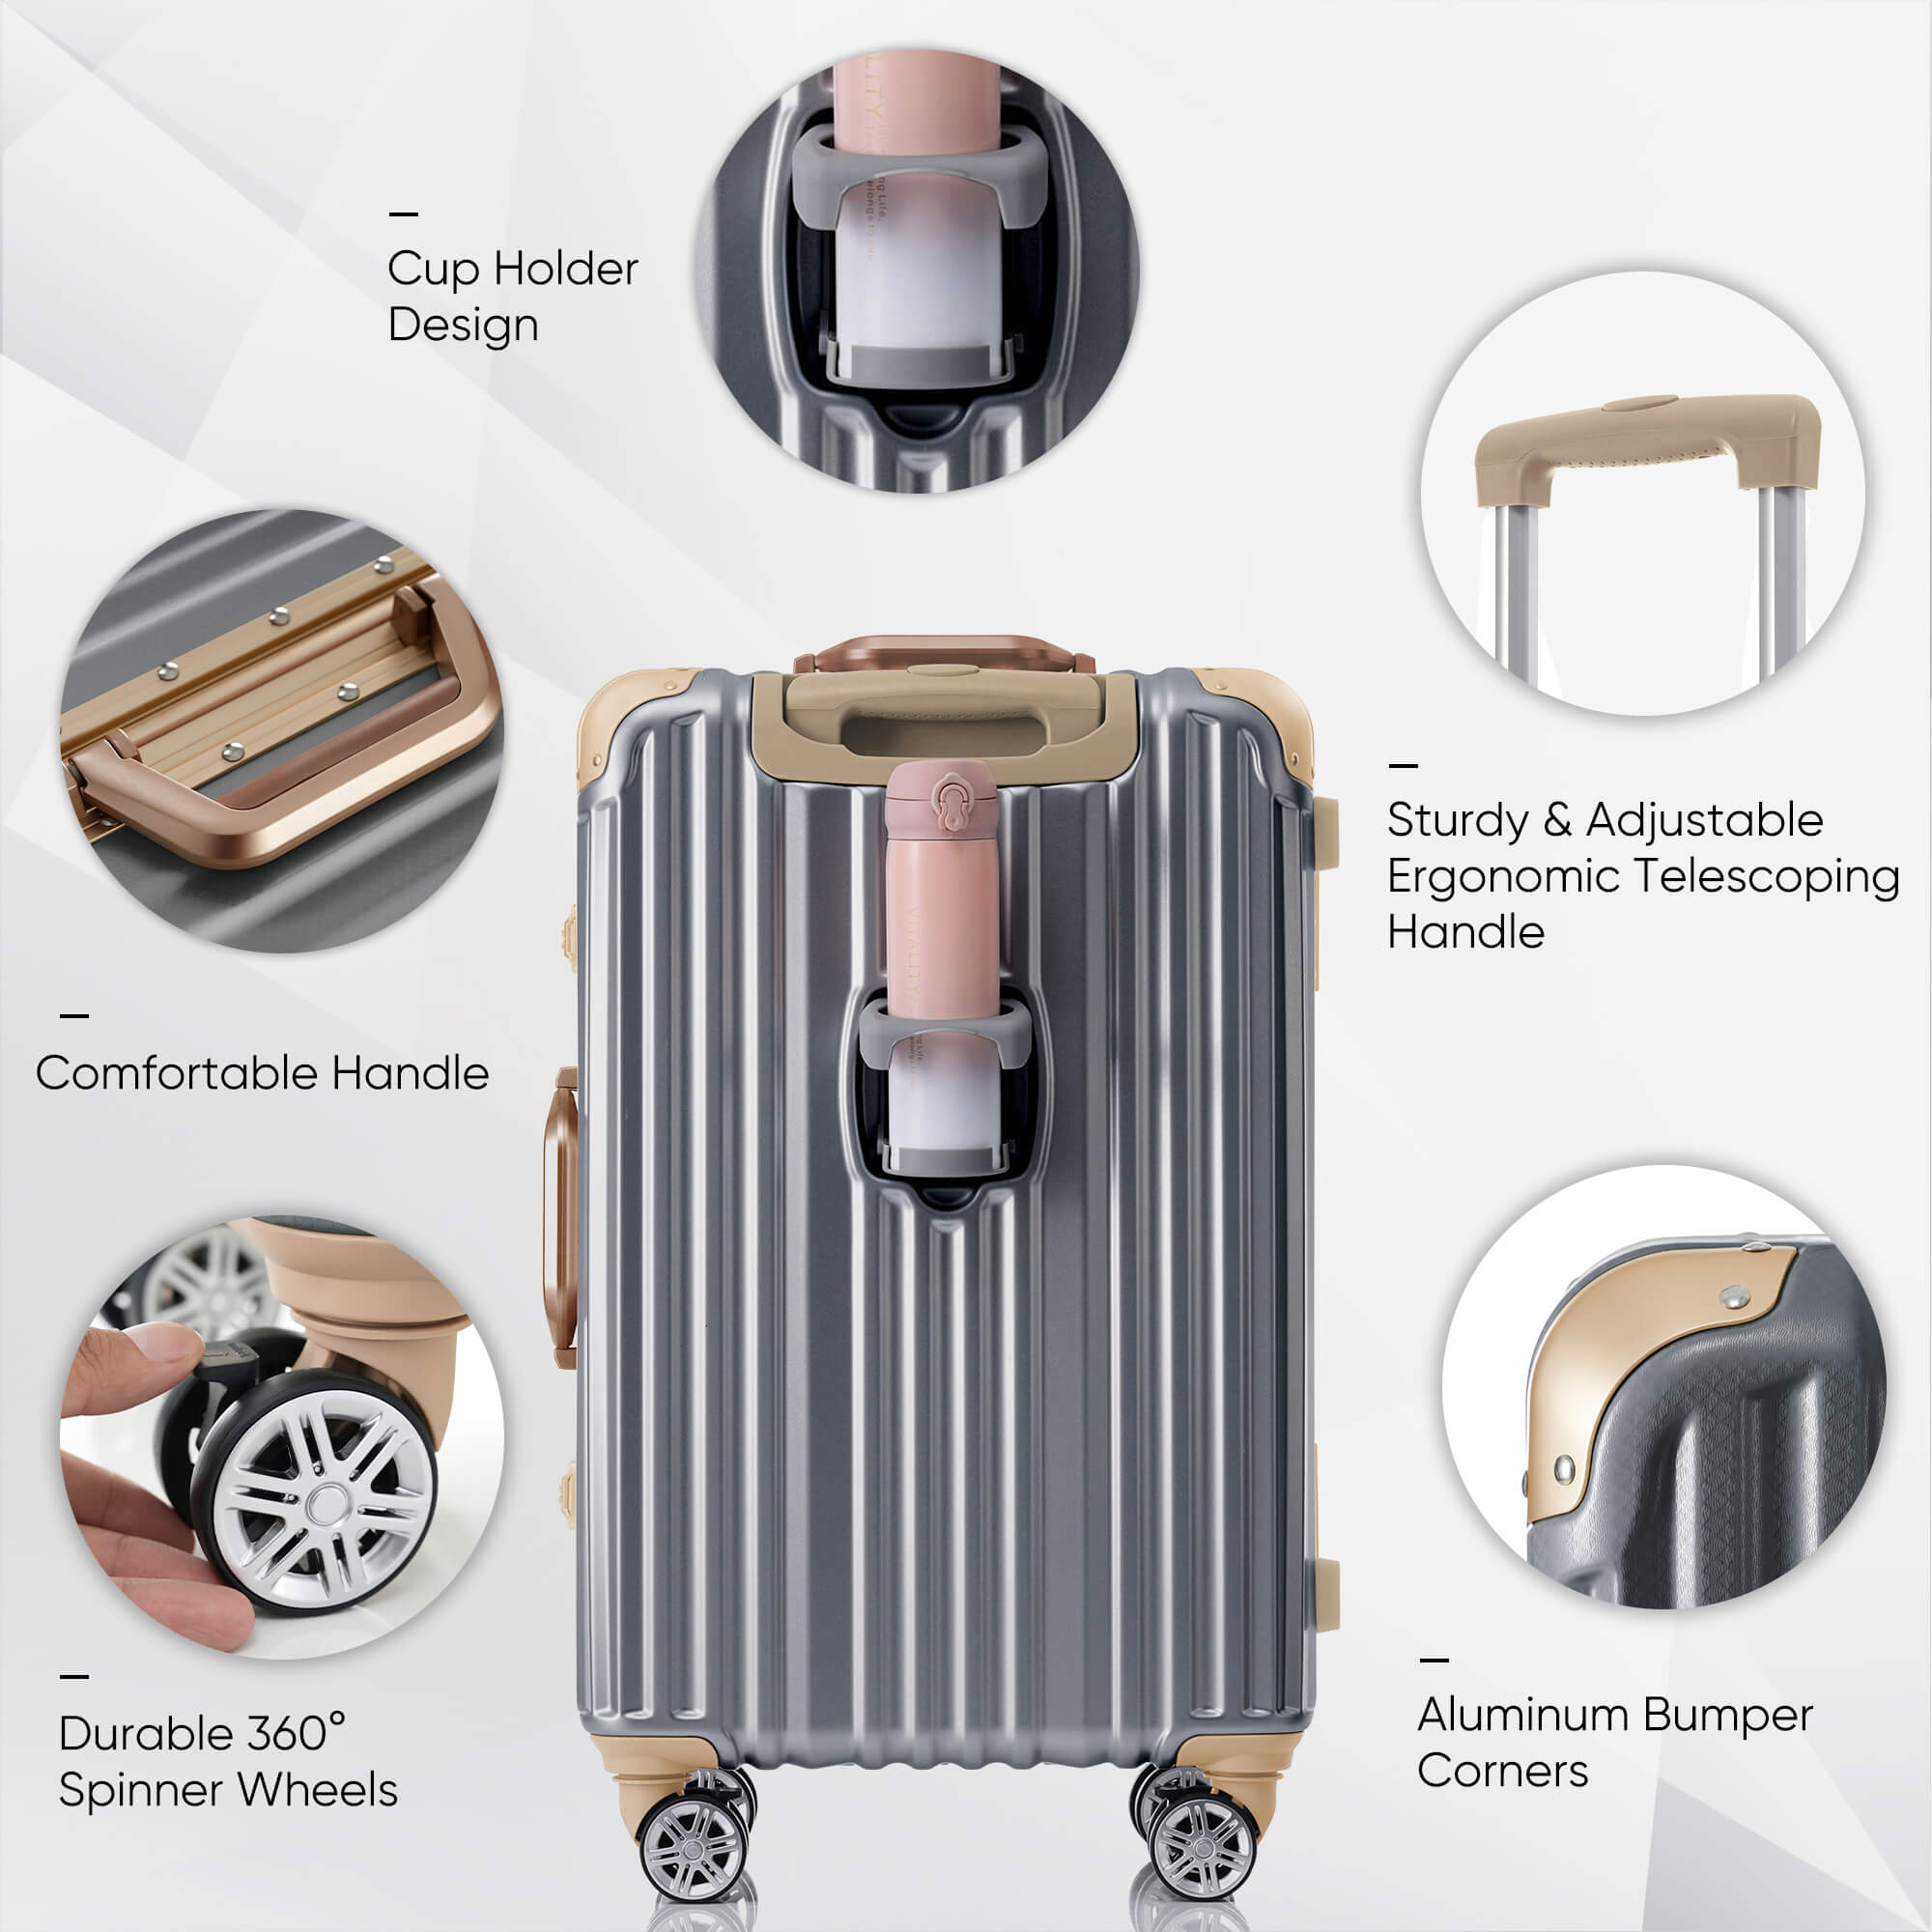 Cup Holder
Design
Sturdy & Adjustable
Ergonomic Telescoping
Handle
Comfortable Handle
Durable 360°
Spinner Wheels
Aluminum Bumper
Corners